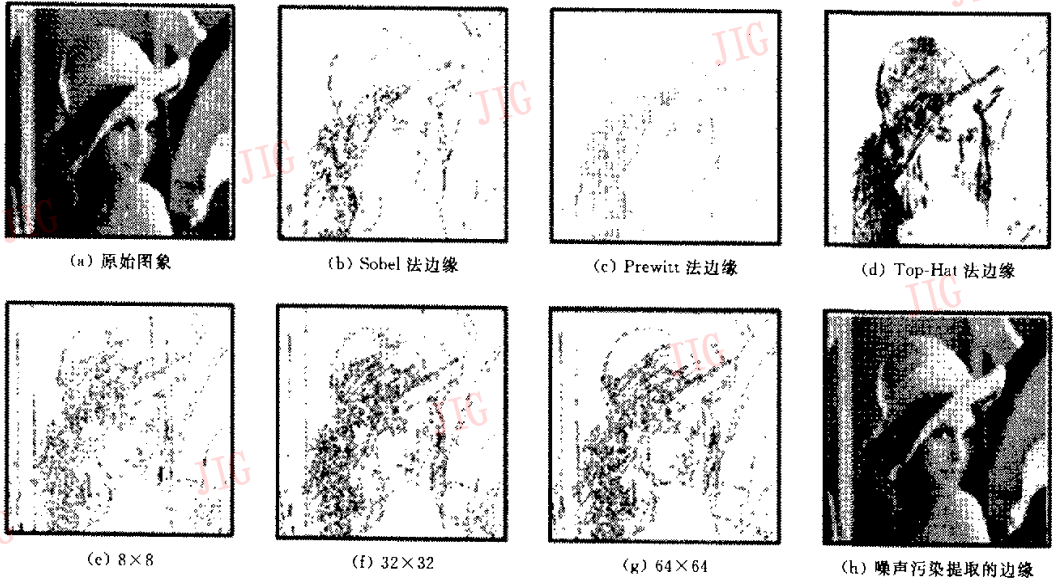 JIG
JIG
JIG
JIG
(a) 原始图象
(b) Sobel 法边缘
(c) Prewitt 法边缘
(d) Top-Hat 法边缘
JIG
JIG
JIG
JIG
(e) 8×8
(f) 32×32
(g) 64×64
(h) 噪声污染提取的边缘